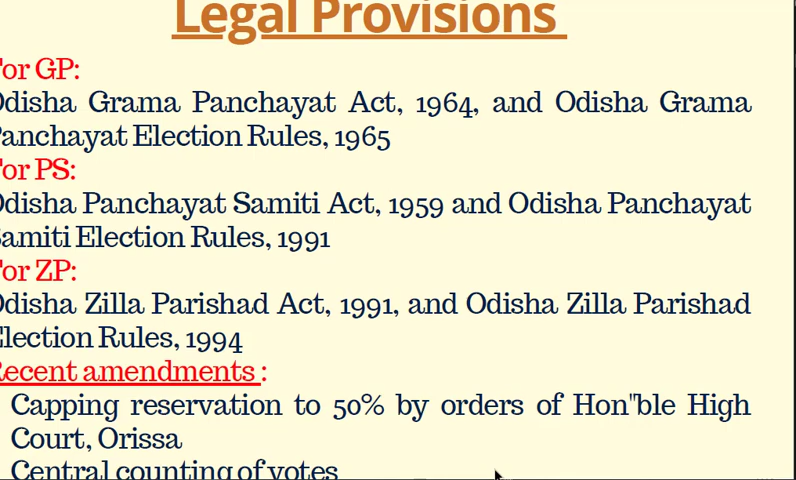 Legal Provisions
For GP:
Odisha Grama Panchayat Act, 1964, and Odisha Grama
Panchayat Election Rules, 1965
For PS:
Odisha Panchayat Samiti Act, 1959 and Odisha Panchayat
Samiti Election Rules, 1991
For ZP:
Odisha Zilla Parishad Act, 1991, and Odisha Zilla Parishad
Election Rules, 1994
Recent amendments :
Capping reservation to 50% by orders of Hon"ble High
Court, Orissa
Central counting of votes